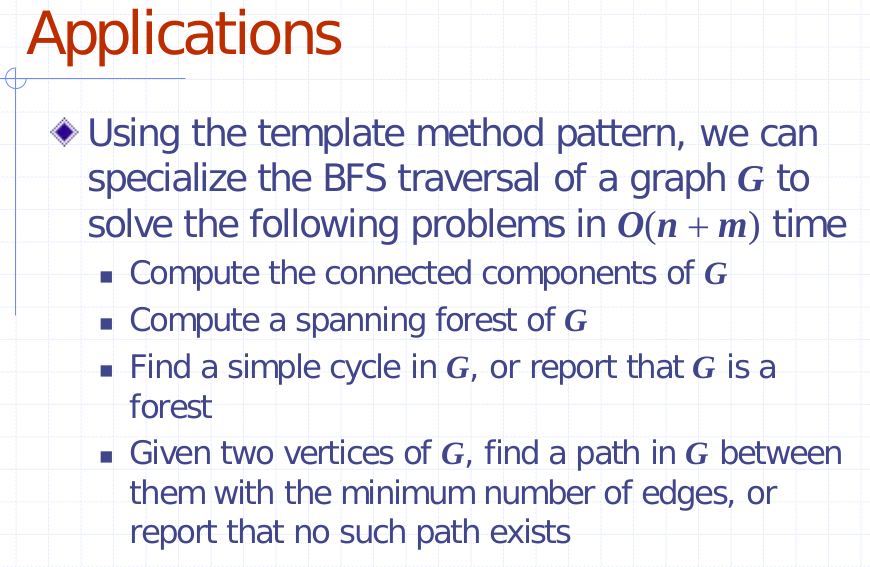 Applications
Using the template method pattern, we can
specialize the BFS traversal of a graph G to
solve the following problems in O(n + m) time
Compute the connected components of G
Compute a spanning forest of G
Find a simple cycle in G, or report that G is a
forest
Given two vertices of G, find a path in G between
them with the minimum number of edges, or
report that no such path exists